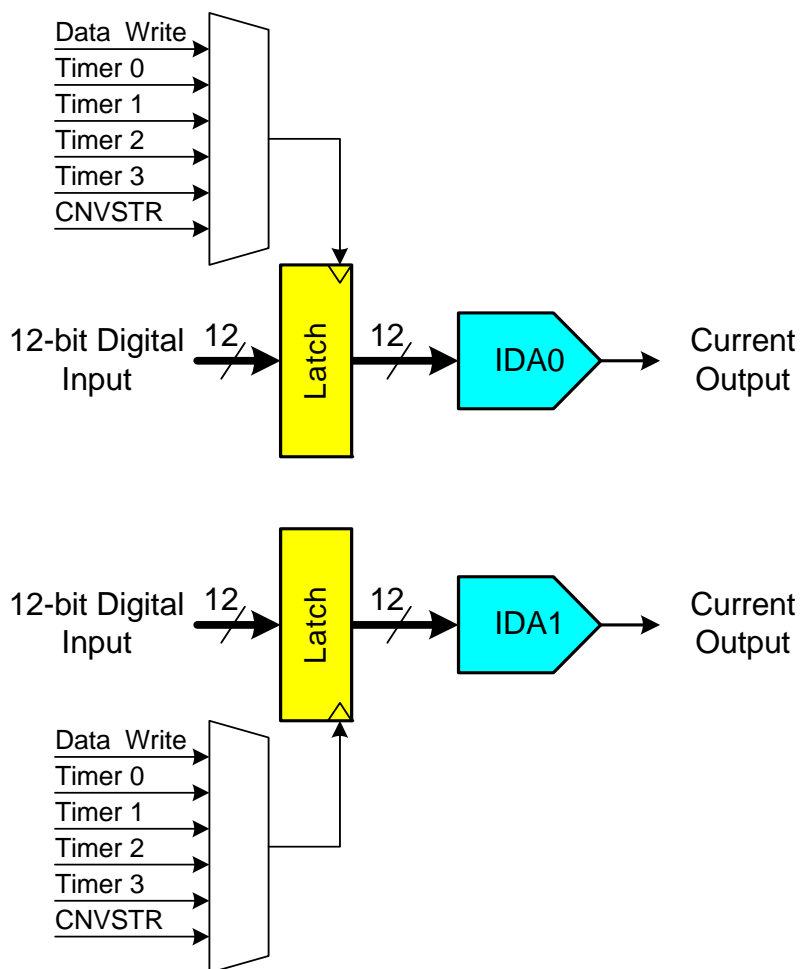 Data Write
Timer 0
Timer 1
Timer 2
Timer 3
CNVSTR
12-bit Digital
Input
12
Latch
12
IDA0
Current
Output
12-bit Digital
Input
12
Latch
12
IDA1
Current
Output
Data Write
Timer 0
Timer 1
Timer 2
Timer 3
CNVSTR